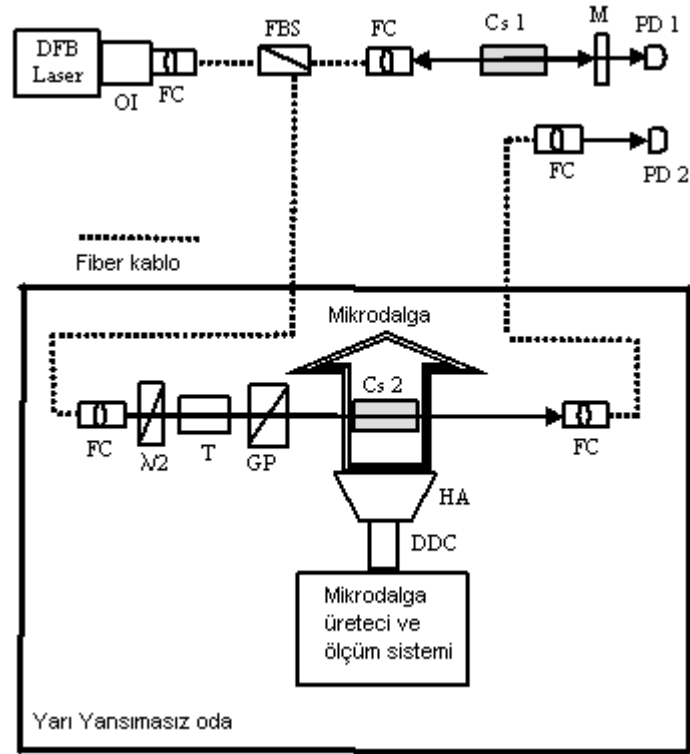 DFB
Laser
OI
FC
FBS
FC
Cs 1
M
PD 1
FC
PD 2
Fiber kablo
Mikrodalga
Cs 2
FC
λ/2
T
GP
FC
HA
DDC
Mikrodalga
üreteci ve
ölçüm sistemi
Yarı Yansımasız oda